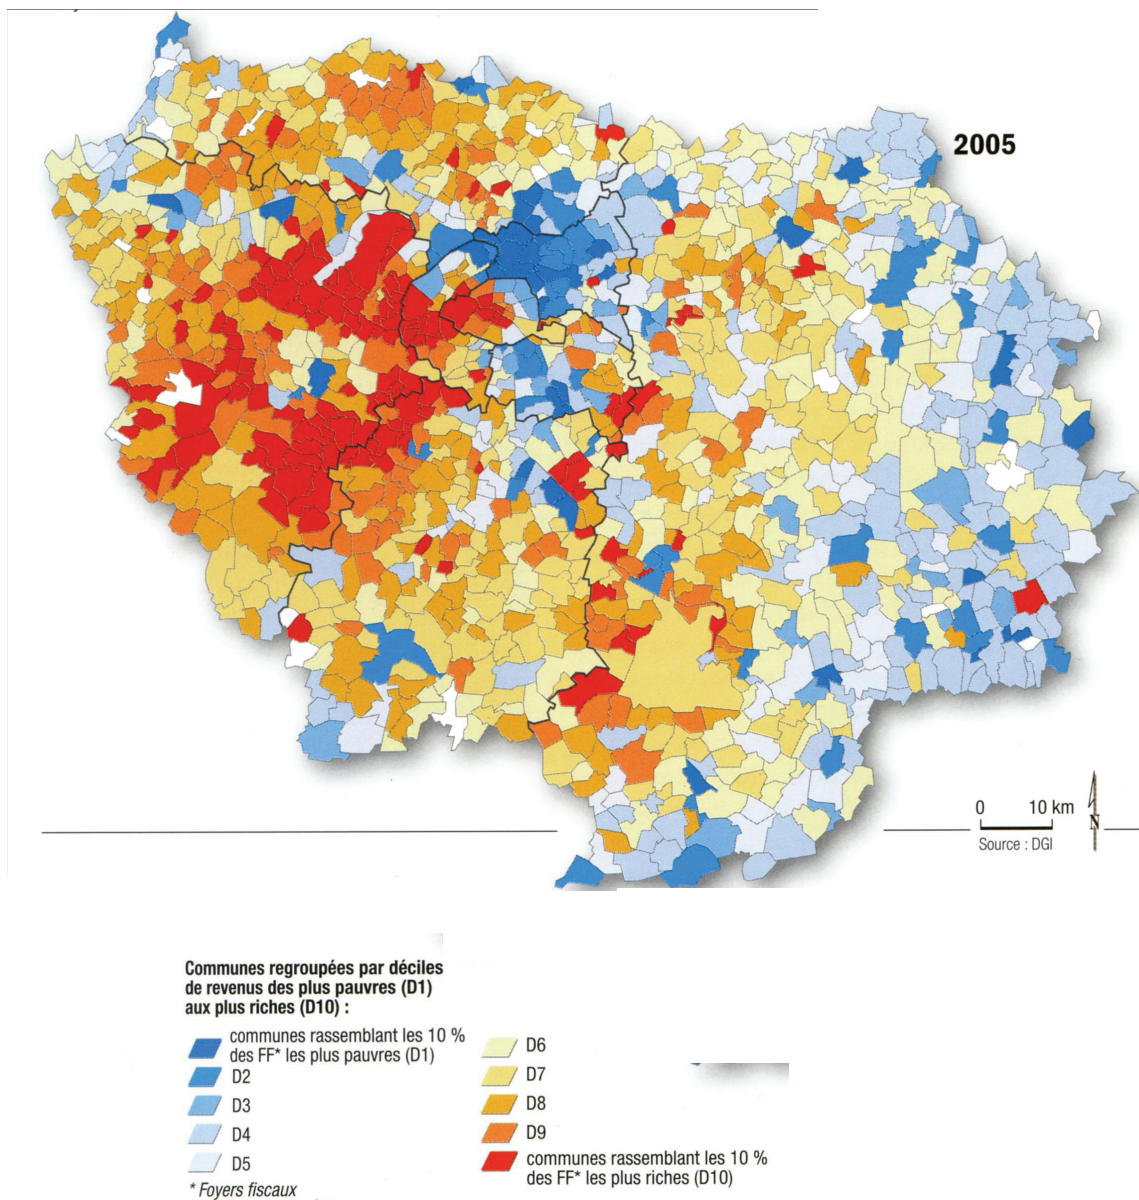 2005
0 10 km
N
Source : DGI
Communes regroupées par déciles
de revenus des plus pauvres (D1)
aux plus riches (D10) :
communes rassemblant les 10 %
des FF* les plus pauvres (D1)
D2
D3
D4
D5
* Foyers fiscaux
D6
D7
D8
D9
communes rassemblant les 10 %
des FF* les plus riches (D10)